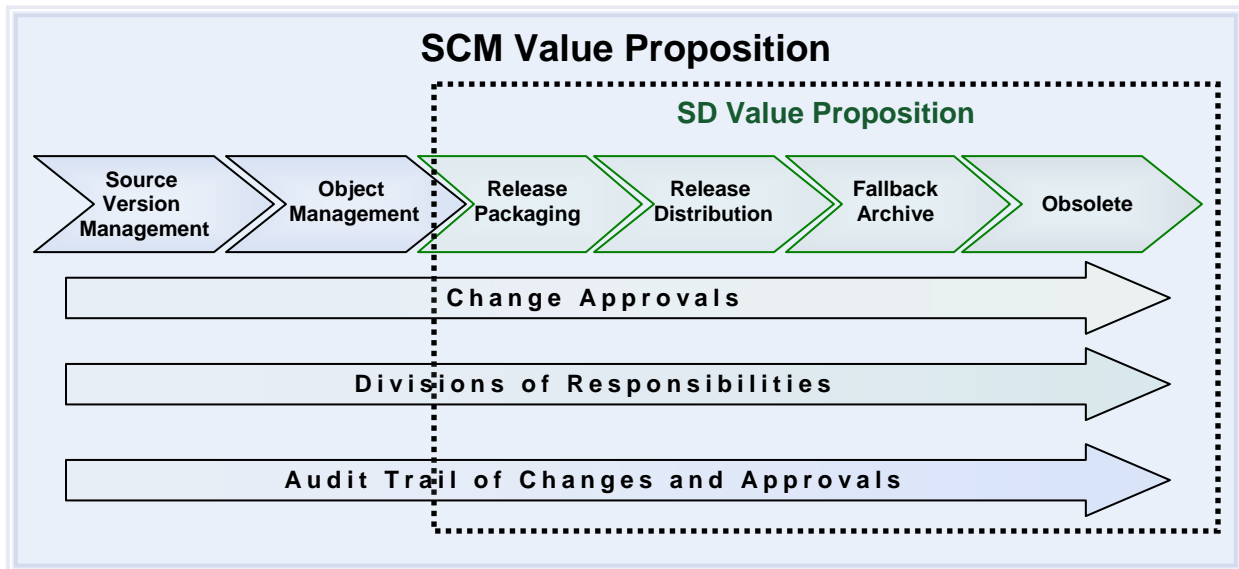 SCM Value Proposition
SD Value Proposition
Source
Version
Management
Object
Management
Release
Packaging
Release
Distribution
Fallback
Archive
Obsolete
Change Approvals
Divisions of Responsibilities
Audit Trail of Changes and Approvals